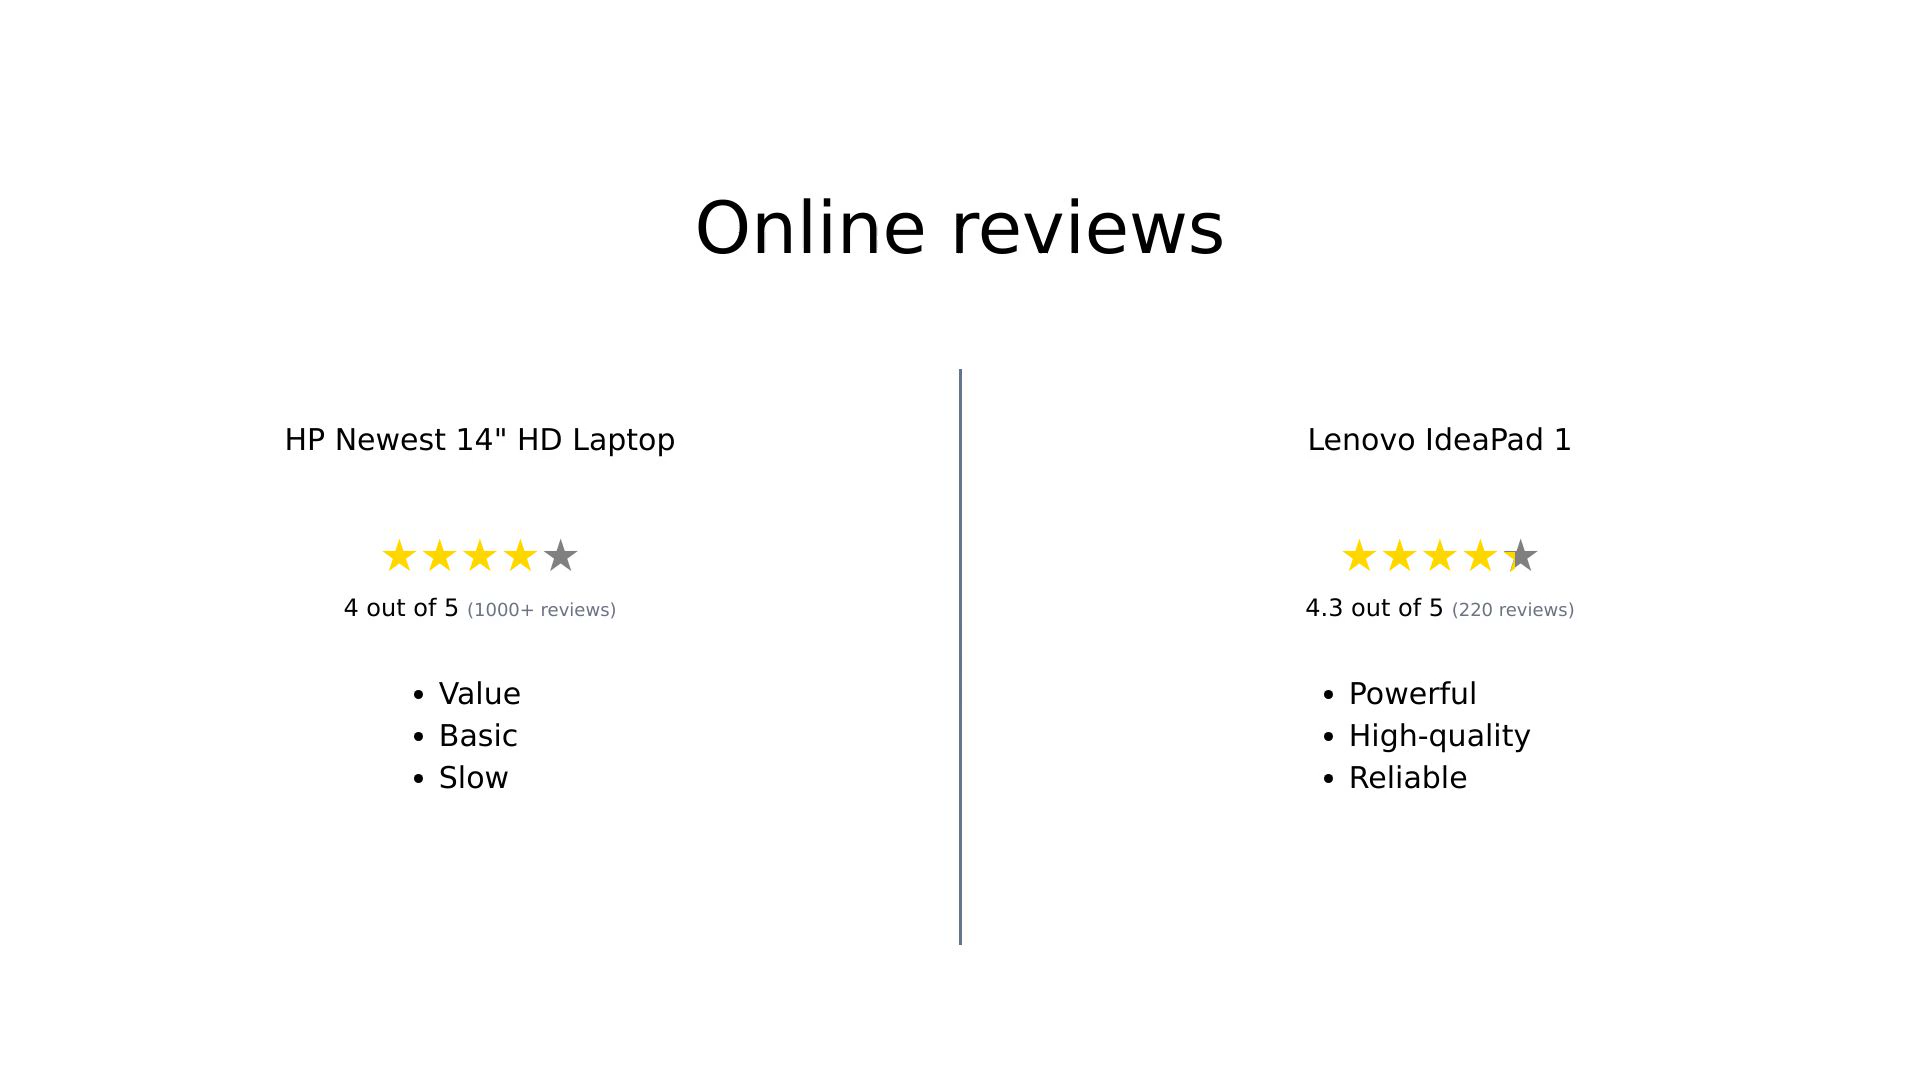 Online reviews
HP Newest 14" HD Laptop
★★★★★
4 out of 5 (1000+ reviews)
• Value
• Basic
• Slow
Lenovo IdeaPad 1
★★★★★
4.3 out of 5 (220 reviews)
• Powerful
• High-quality
• Reliable